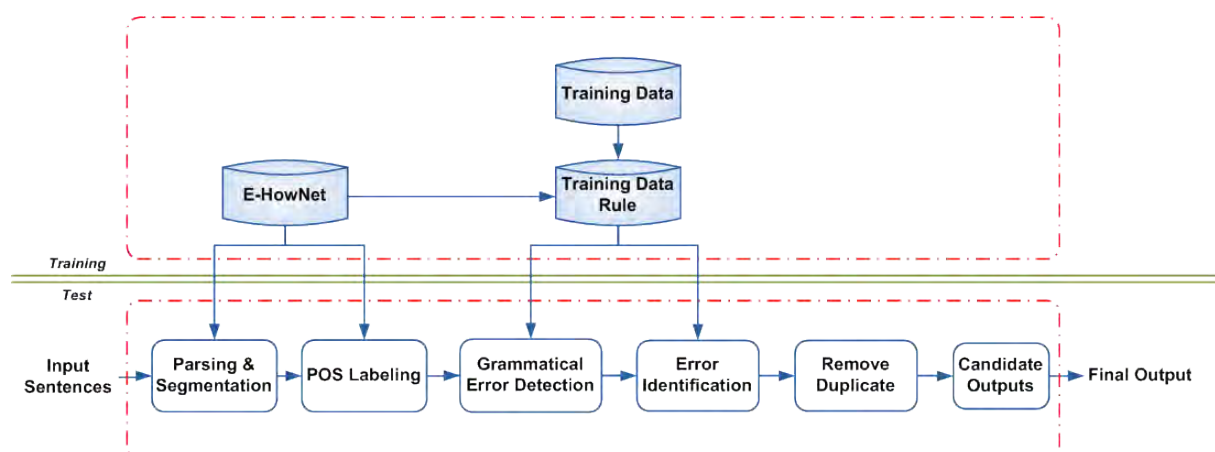 Training Data
E-HowNet
Training Data
Rule
Training
Test
Input
Sentences
Parsing &
Segmentation
POS Labeling
Grammatical
Error Detection
Error
Identification
Remove
Duplicate
Candidate
Outputs
Final Output